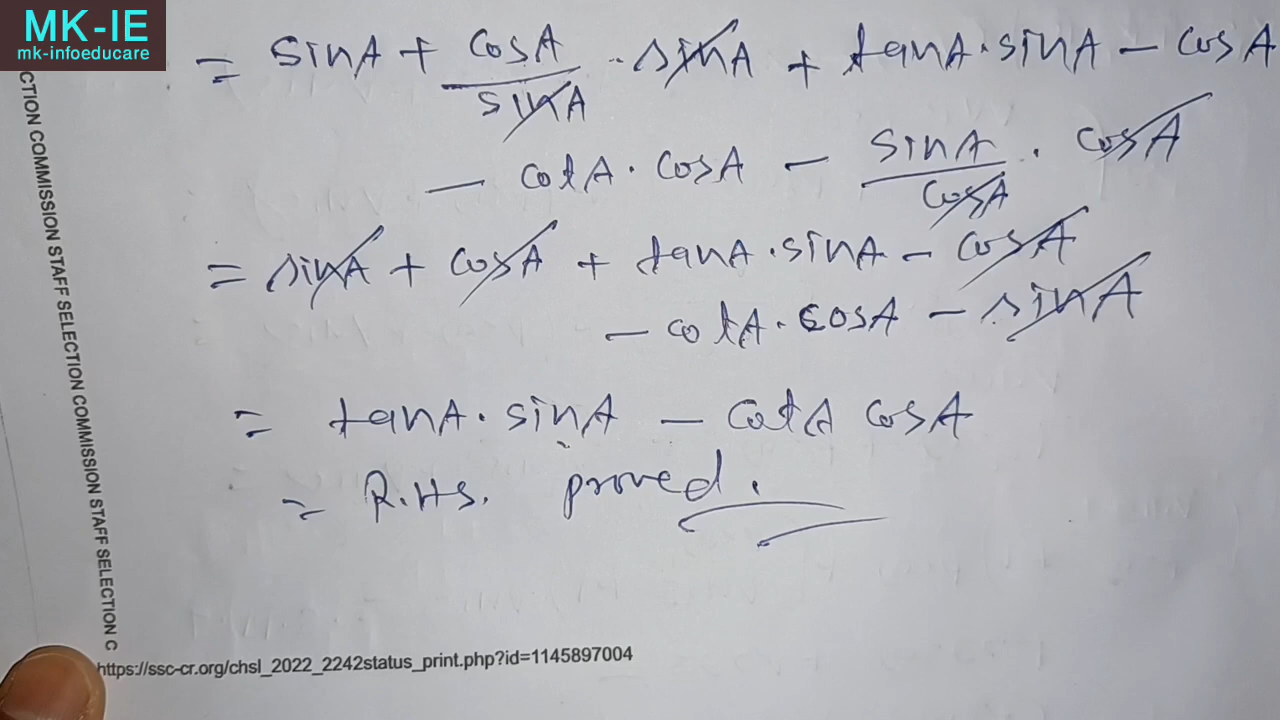 MK-IE
mk-infoeducare
= sinA + cosA/sinA . sinA + tanA . sinA - cosA
- cotA . cosA - sinA/cosA . cosA
= sinA + cosA + tanA . sinA - cosA
- cotA . cosA - sinA
= tanA . sinA - cotA cosA
= R.H.S. proved.
CTION COMMISSION STAFF SELECTION COMMISSION STAFF SELECTION C
https://ssc-cr.org/chsl_2022_2242status_print.php?id=1145897004